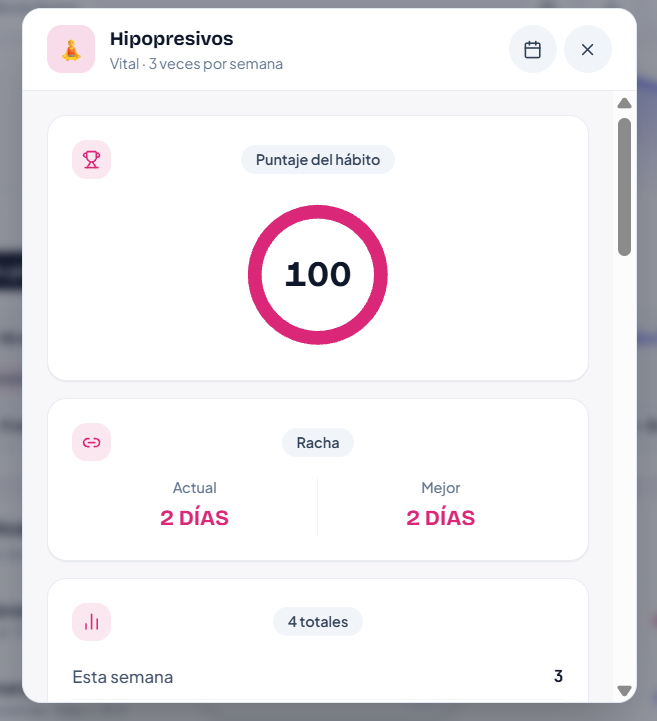 Hipopresivos
Vital · 3 veces por semana
Puntaje del hábito
100
Racha
Actual
2 DÍAS
Mejor
2 DÍAS
4 totales
Esta semana
3